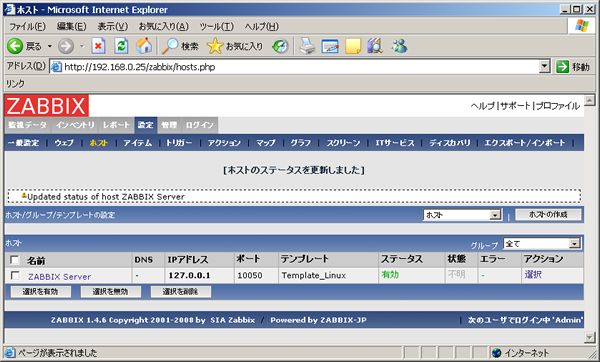 ホスト - Microsoft Internet Explorer
ファイル(F) 編集(E) 表示(V) お気に入り(A) ツール(T) ヘルプ(H)
戻る 検索 お気に入り
アドレス(D) http://192.168.0.25/zabbix/hosts.php 移動
リンク
ZABBIX ヘルプ|サポート|プロファイル
監視データ インベントリ レポート 設定 管理 ログイン
一般設定 | ウェブ | ホスト | アイテム | トリガー | アクション | マップ | グラフ | スクリーン | ITサービス | ディスカバリ | エクスポート/インポート |
[ホストのステータスを更新しました]
Updated status of host ZABBIX Server
ホスト/グループ/テンプレートの設定 ホスト | ホストの作成
ホスト グループ 全て
名前 DNS IPアドレス ポート テンプレート ステータス 状態 エラー アクション
ZABBIX Server - 127.0.0.1 10050 Template_Linux 有効 不明 - 選択
選択を有効 選択を無効 選択を削除
ZABBIX 1.4.6 Copyright 2001-2008 by SIA Zabbix / Powered by ZABBIX-JP | 次のユーザでログイン中 'Admin'
ページが表示されました インターネット